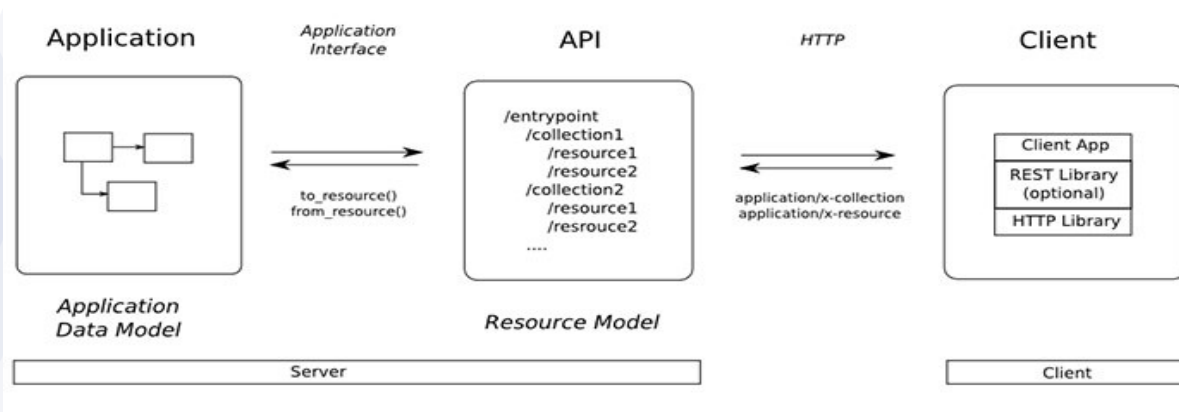 Application
Application
Interface
API
HTTP
Client
/entrypoint
/collection1
/resource1
/resource2
/collection2
/resource1
/resrouce2
....
to_resource()
from_resource()
application/x-collection
application/x-resource
Client App
REST Library
(optional)
HTTP Library
Application
Data Model
Resource Model
Server
Client